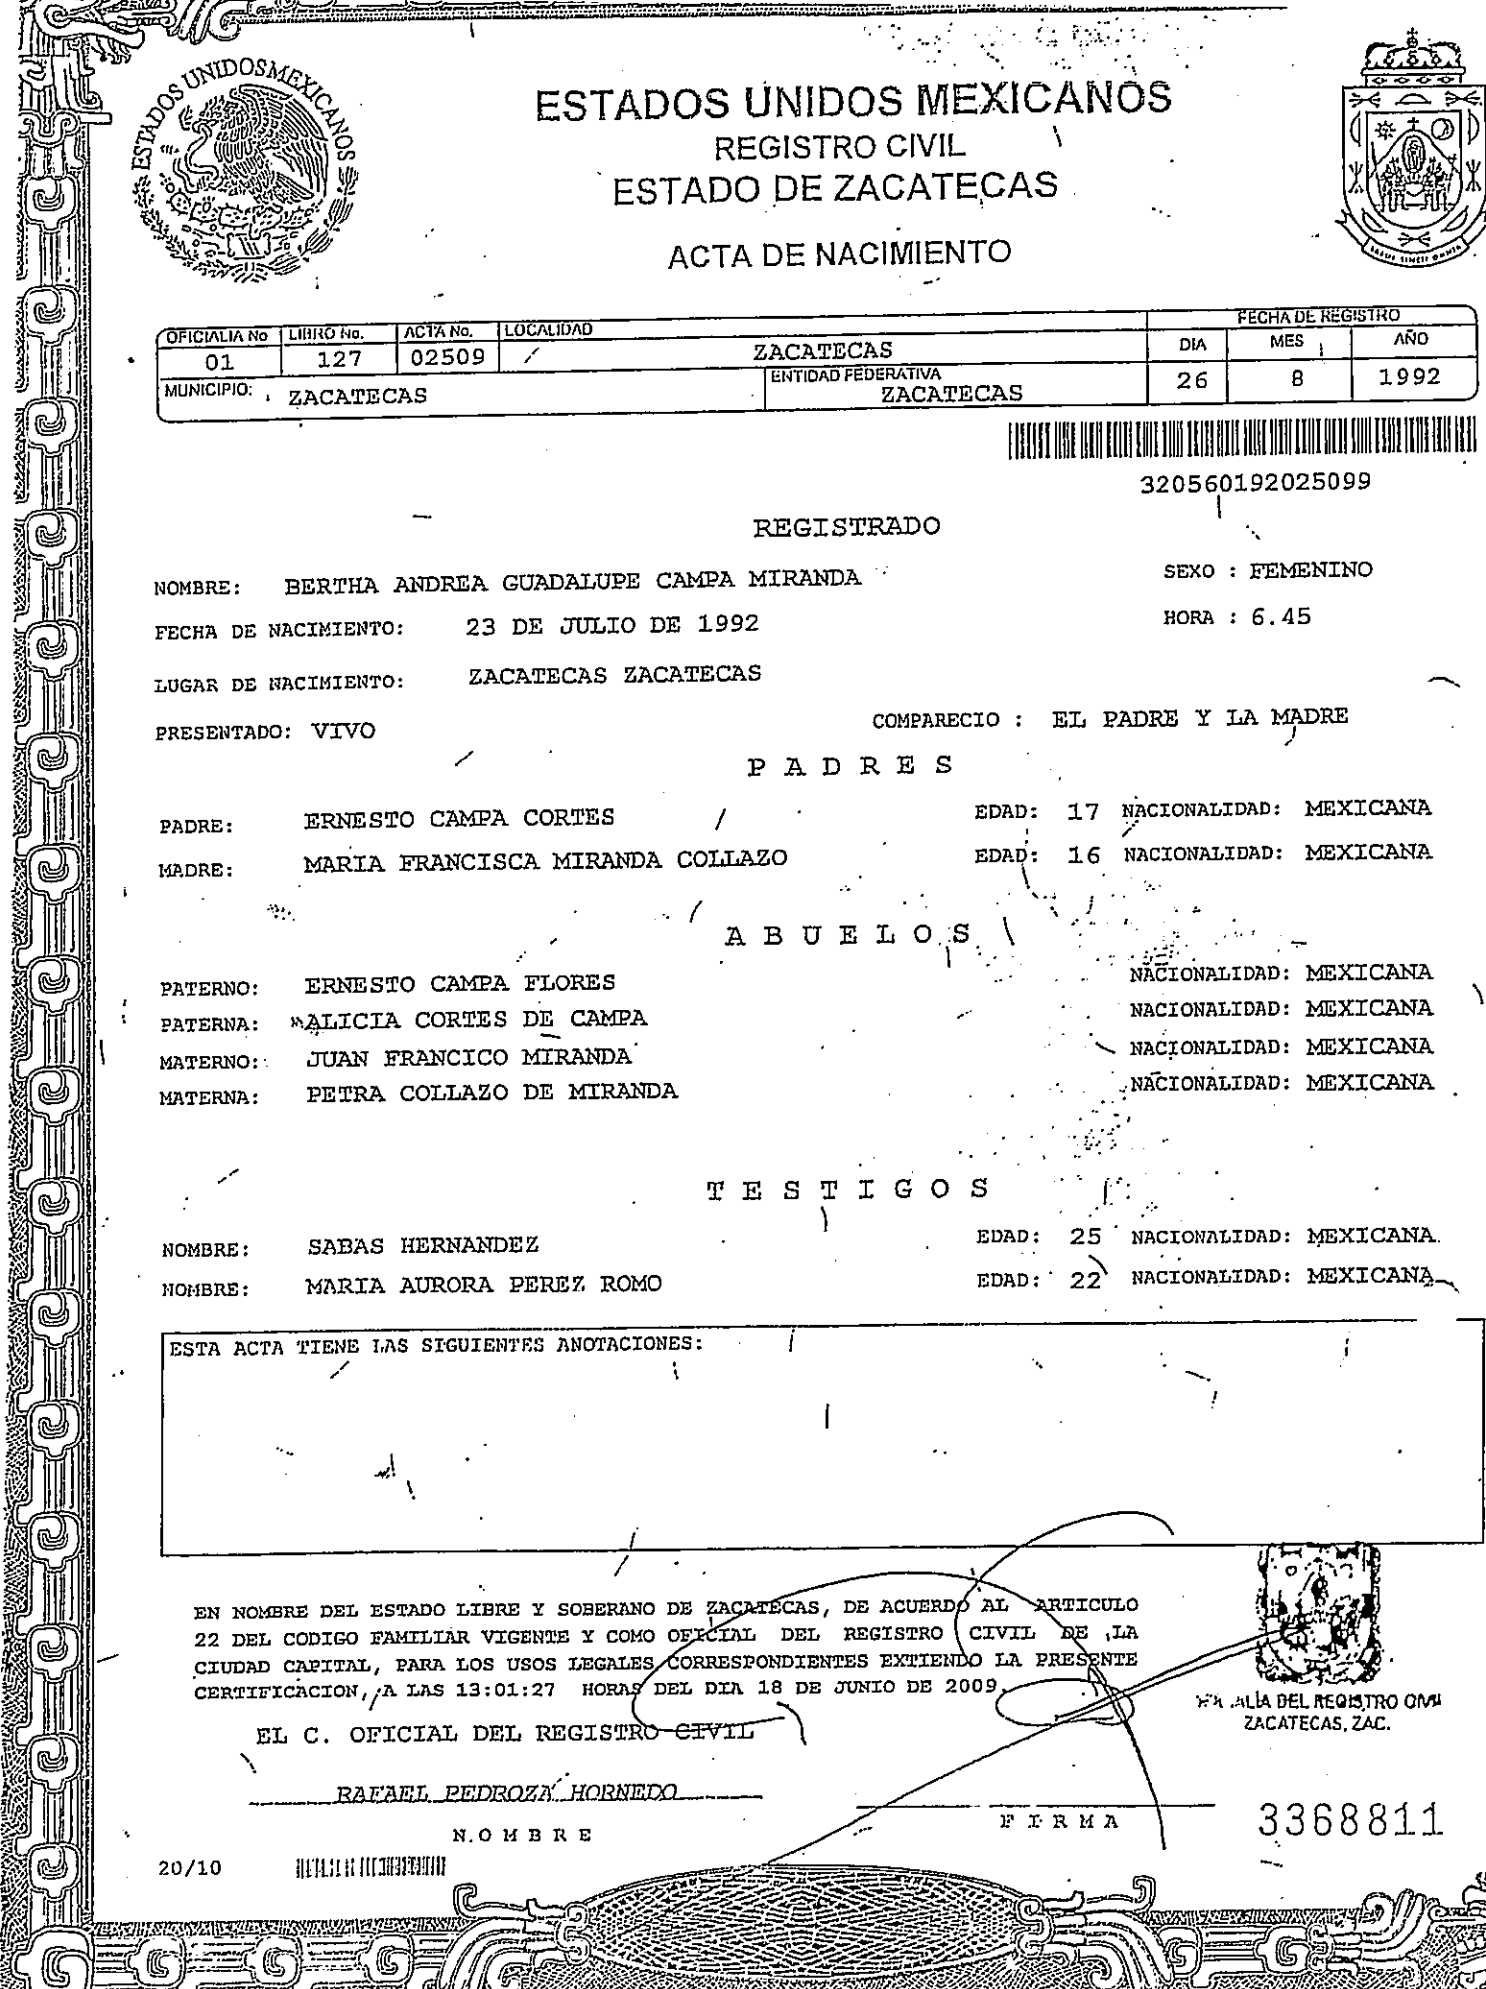 ESTADOS UNIDOS MEXICANOS
ESTADOS UNIDOS MEXICANOS
REGISTRO CIVIL
ESTADO DE ZACATECAS
ACTA DE NACIMIENTO
OFICIALIA No LIBRO No. ACTA No. LOCALIDAD FECHA DE REGISTRO
01 127 02509 ZACATECAS DIA MES AÑO
MUNICIPIO: ZACATECAS ENTIDAD FEDERATIVA ZACATECAS 26 8 1992
320560192025099
REGISTRADO
NOMBRE: BERTHA ANDREA GUADALUPE CAMPA MIRANDA SEXO : FEMENINO
FECHA DE NACIMIENTO: 23 DE JULIO DE 1992 HORA : 6.45
LUGAR DE NACIMIENTO: ZACATECAS ZACATECAS
PRESENTADO: VIVO COMPARECIO : EL PADRE Y LA MADRE
P A D R E S
PADRE: ERNESTO CAMPA CORTES EDAD: 17 NACIONALIDAD: MEXICANA
MADRE: MARIA FRANCISCA MIRANDA COLLAZO EDAD: 16 NACIONALIDAD: MEXICANA
A B U E L O S
PATERNO: ERNESTO CAMPA FLORES NACIONALIDAD: MEXICANA
PATERNA: ALICIA CORTES DE CAMPA NACIONALIDAD: MEXICANA
MATERNO: JUAN FRANCICO MIRANDA NACIONALIDAD: MEXICANA
MATERNA: PETRA COLLAZO DE MIRANDA NACIONALIDAD: MEXICANA
T E S T I G O S
NOMBRE: SABAS HERNANDEZ EDAD: 25 NACIONALIDAD: MEXICANA
NOMBRE: MARIA AURORA PEREZ ROMO EDAD: 22 NACIONALIDAD: MEXICANA
ESTA ACTA TIENE LAS SIGUIENTES ANOTACIONES:
EN NOMBRE DEL ESTADO LIBRE Y SOBERANO DE ZACATECAS, DE ACUERDO AL ARTICULO
22 DEL CODIGO FAMILIAR VIGENTE Y COMO OFICIAL DEL REGISTRO CIVIL DE LA
CIUDAD CAPITAL, PARA LOS USOS LEGALES CORRESPONDIENTES EXTIENDO LA PRESENTE
CERTIFICACION, A LAS 13:01:27 HORAS DEL DIA 18 DE JUNIO DE 2009.
DEL REGISTRO
ZACATECAS, ZAC.
EL C. OFICIAL DEL REGISTRO CIVIL
RAFAEL PEDROZA HORNEDO
N O M B R E F I R M A
3368811
20/10